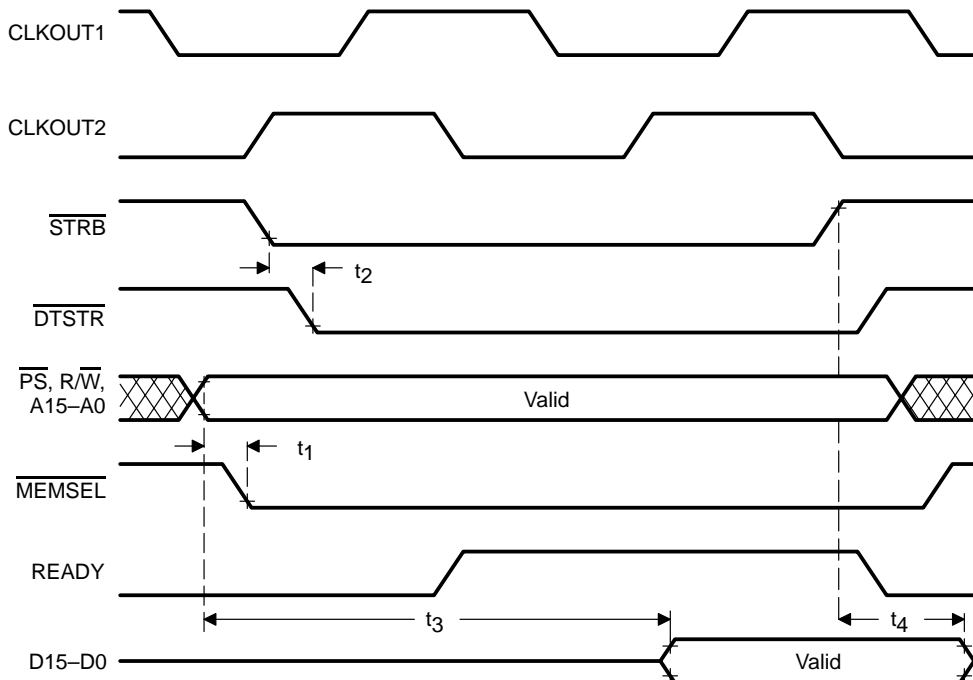 CLKOUT1
CLKOUT2
STRB
t2
DTSTR
PS, R/W,
A15–A0
Valid
t1
MEMSEL
READY
t3
t4
D15–D0
Valid